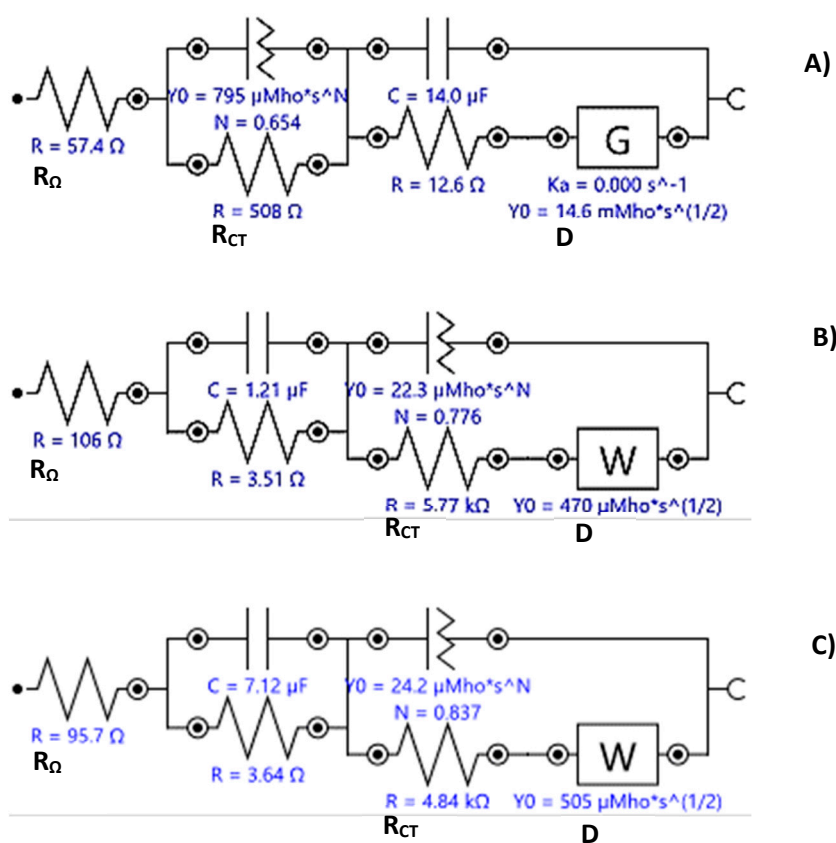 A)
Y0 = 795 µMho*s^N
N = 0.654
C = 14.0 µF
G
R = 57.4 Ω
RΩ
R = 508 Ω
RCT
R = 12.6 Ω
Ka = 0.000 s^-1
Y0 = 14.6 mMho*s^(1/2)
D
B)
C = 1.21 µF
Y0 = 22.3 µMho*s^N
N = 0.776
R = 106 Ω
RΩ
R = 3.51 Ω
W
R = 5.77 kΩ
RCT
Y0 = 470 µMho*s^(1/2)
D
C)
C = 7.12 µF
Y0 = 24.2 µMho*s^N
N = 0.837
R = 95.7 Ω
RΩ
R = 3.64 Ω
W
R = 4.84 kΩ
RCT
Y0 = 505 µMho*s^(1/2)
D